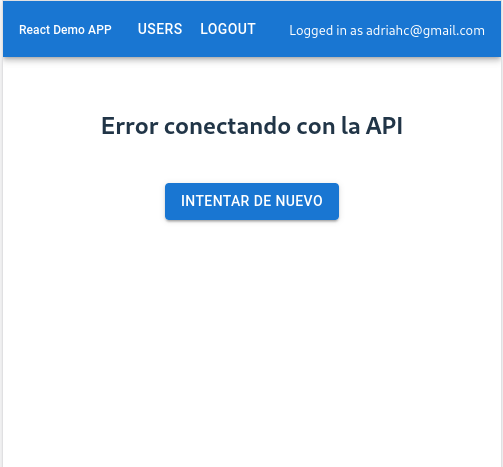 React Demo APP USERS LOGOUT Logged in as adriahc@gmail.com
Error conectando con la API
INTENTAR DE NUEVO